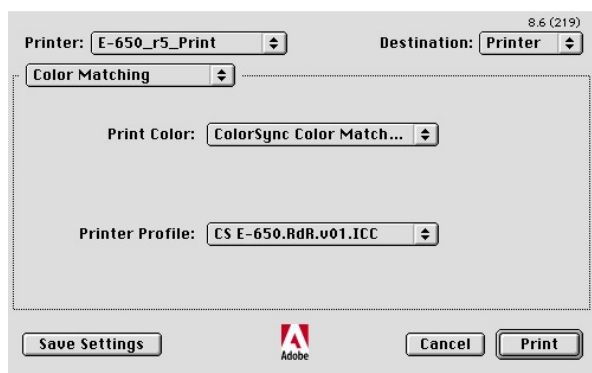 8.6 (219)
Printer: E-650_r5_Print Destination: Printer
Color Matching
Print Color: ColorSync Color Match...
Printer Profile: CS E-650.RdR.v01.ICC
Save Settings Adobe Cancel Print